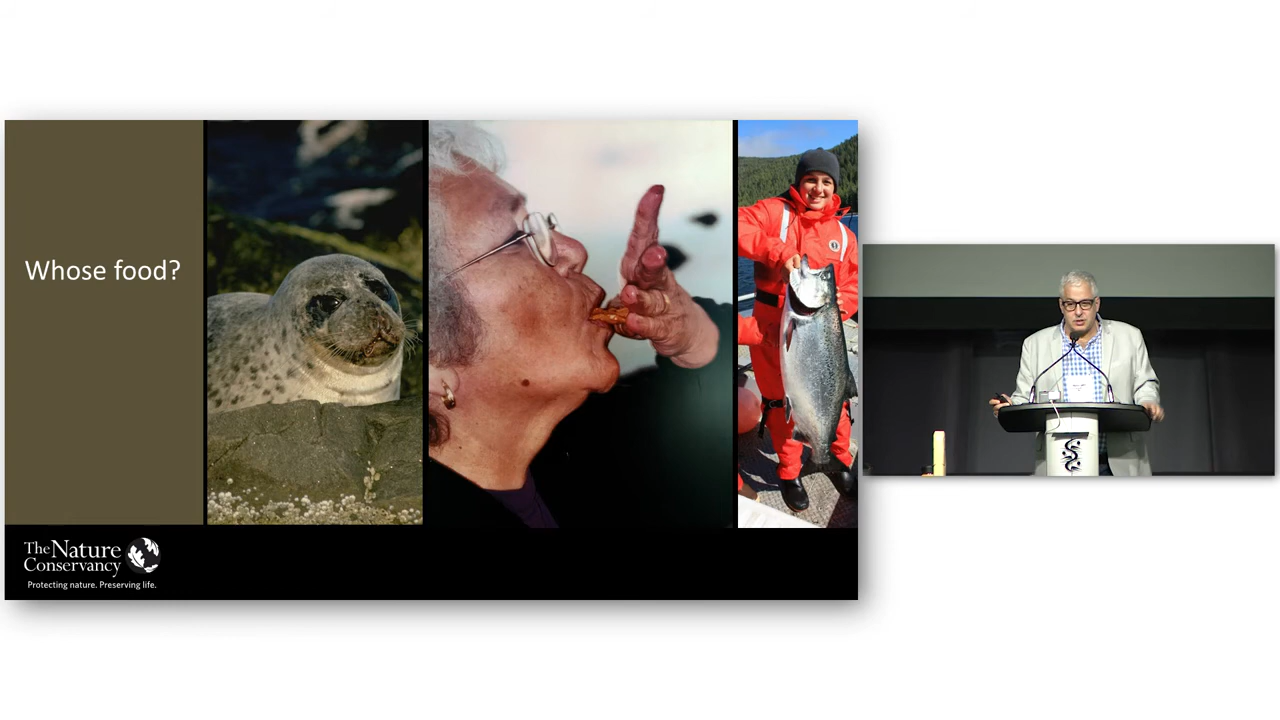 Whose food?
The Nature
Conservancy
Protecting nature. Preserving life.